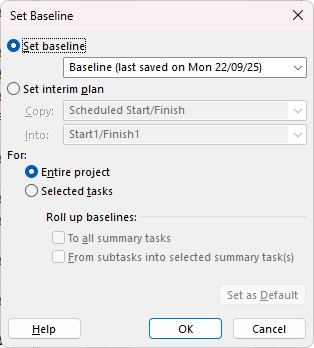 Set Baseline
Set baseline
Baseline (last saved on Mon 22/09/25)
Set interim plan
Copy: Scheduled Start/Finish
Into: Start1/Finish1
For:
Entire project
Selected tasks
Roll up baselines:
To all summary tasks
From subtasks into selected summary task(s)
Set as Default
Help OK Cancel